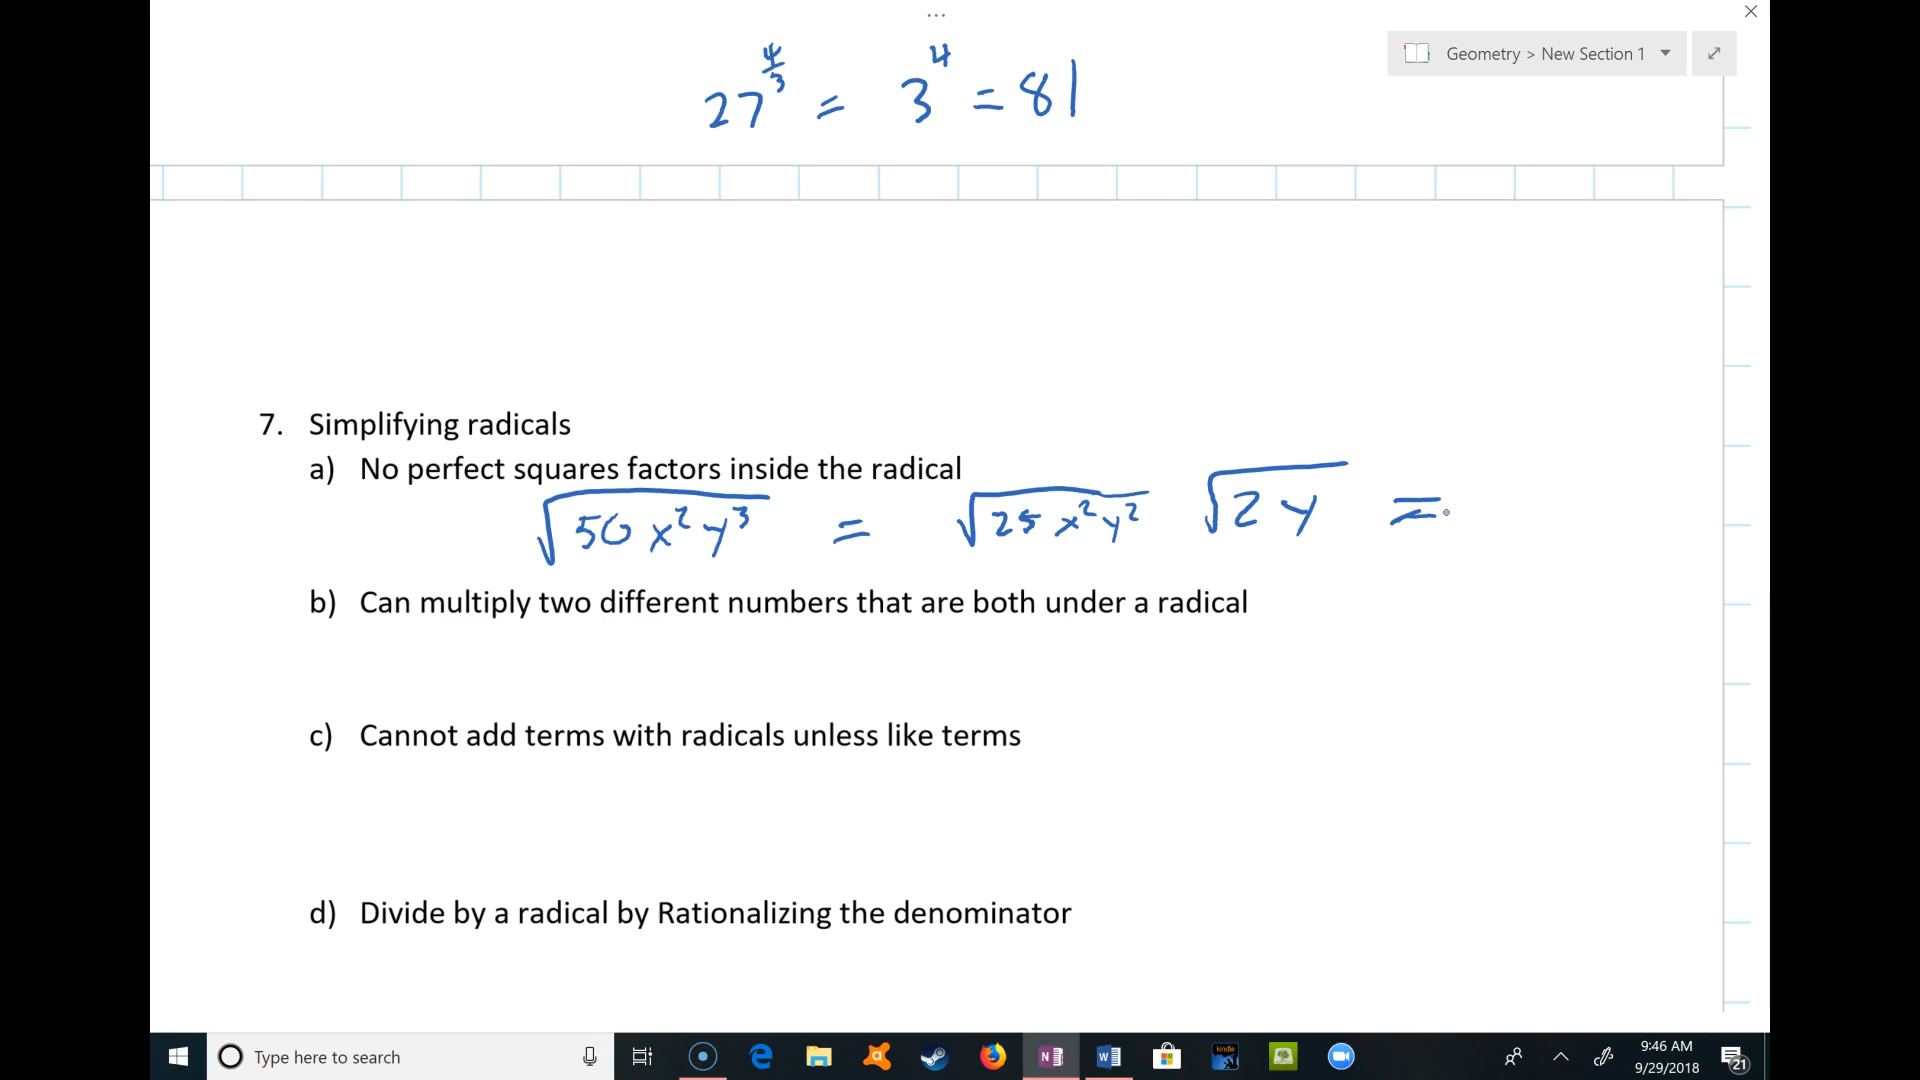 ...
Geometry > New Section 1
27^(4/3) = 3^4 = 81
7. Simplifying radicals
a) No perfect squares factors inside the radical
√(50x²y³) = √(25x²y²) √(2y) =
b) Can multiply two different numbers that are both under a radical
c) Cannot add terms with radicals unless like terms
d) Divide by a radical by Rationalizing the denominator
Type here to search
kindle
9:46 AM
9/29/2018
21